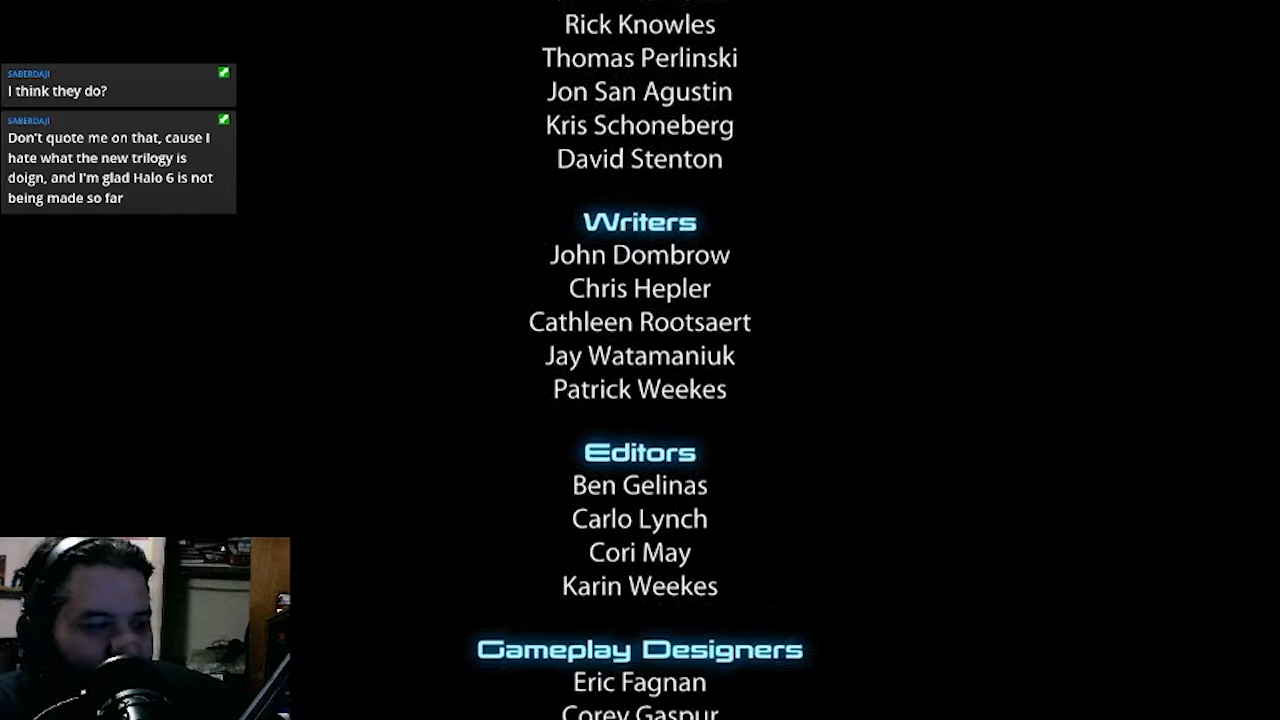 SABERDAJI
I think they do?
SABERDAJI
Don't quote me on that, cause I
hate what the new trilogy is
doign, and I'm glad Halo 6 is not
being made so far
Rick Knowles
Thomas Perlinski
Jon San Agustin
Kris Schoneberg
David Stenton
Writers
John Dombrow
Chris Hepler
Cathleen Rootsaert
Jay Watamaniuk
Patrick Weekes
Editors
Ben Gelinas
Carlo Lynch
Cori May
Karin Weekes
Gameplay Designers
Eric Fagnan
Corey Gaspur